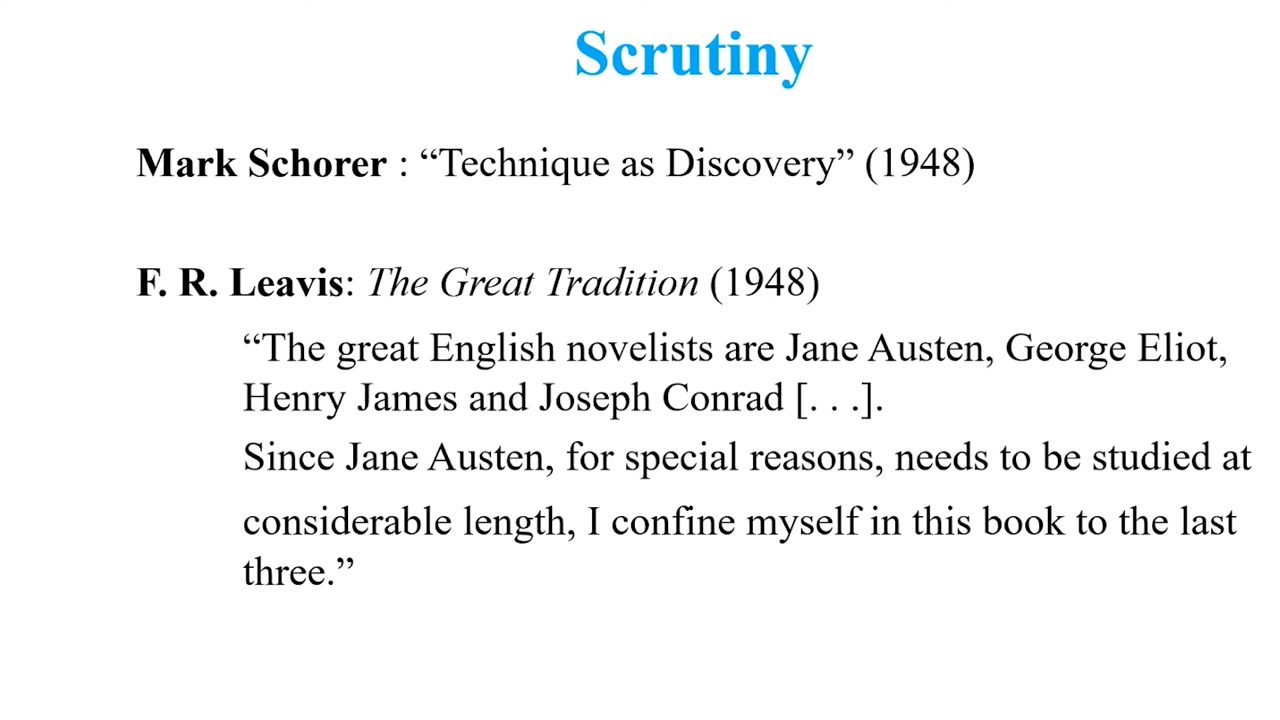 Scrutiny
Mark Schorer : “Technique as Discovery” (1948)
F. R. Leavis: The Great Tradition (1948)
“The great English novelists are Jane Austen, George Eliot,
Henry James and Joseph Conrad [. . .].
Since Jane Austen, for special reasons, needs to be studied at
considerable length, I confine myself in this book to the last
three.”